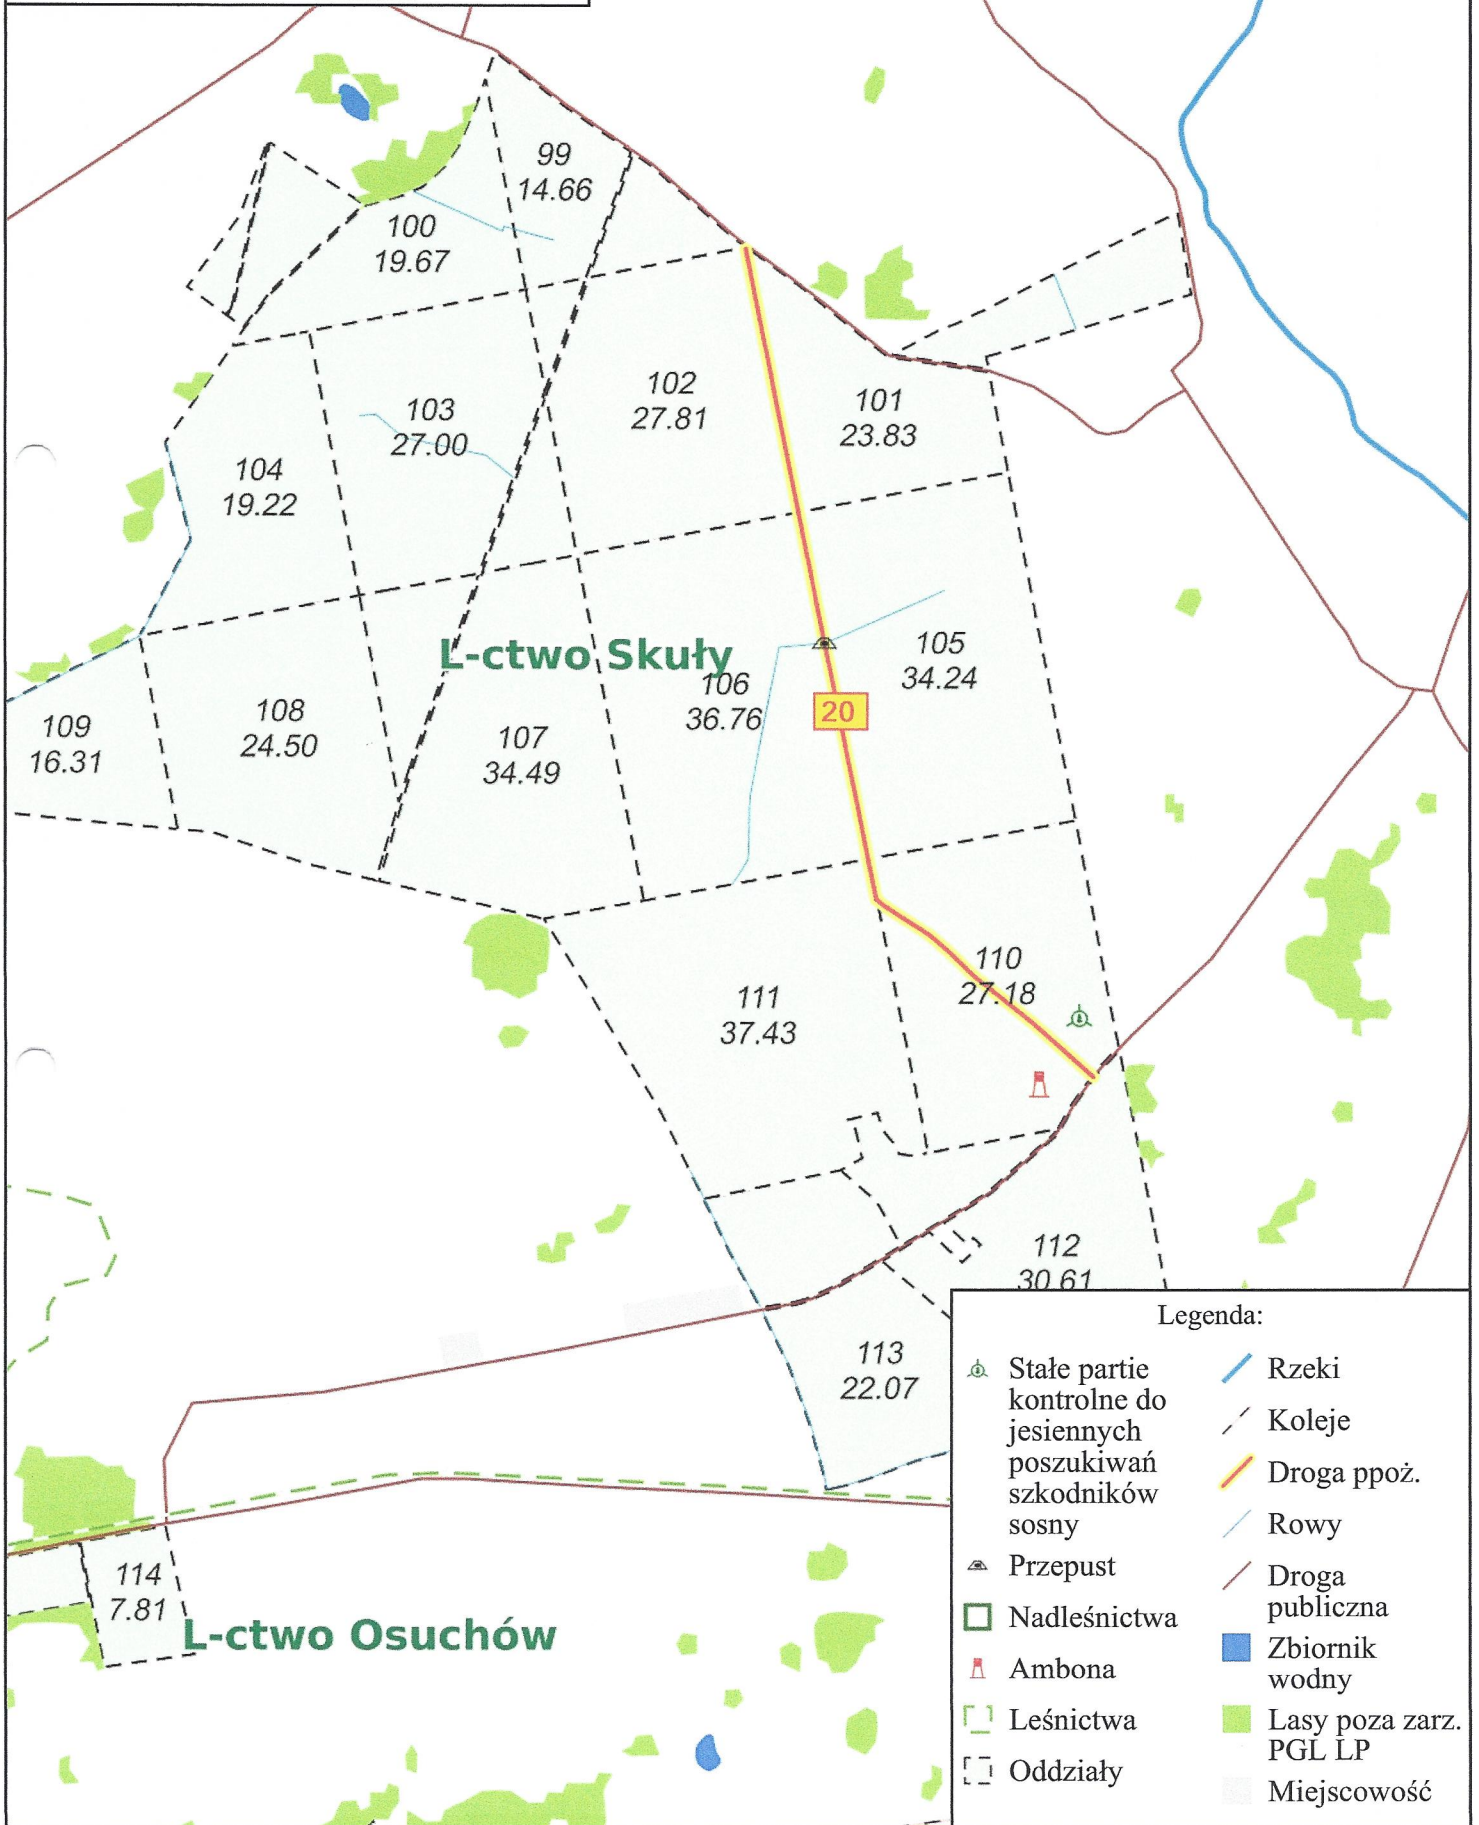 99
14.66
100
19.67
102
27.81
101
23.83
103
27.00
104
19.22
L-ctwo Skuły
105
34.24
106
36.76
20
109
16.31
108
24.50
107
34.49
110
27.18
111
37.43
112
30.61
113
22.07
114
7.81
L-ctwo Osuchów
Legenda:
Stałe partie
kontrolne do
jesiennych
poszukiwań
szkodników
sosny
Przepust
Nadleśnictwa
Ambona
Leśnictwa
Oddziały
Rzeki
Koleje
Droga ppoż.
Rowy
Droga
publiczna
Zbiornik
wodny
Lasy poza zarz.
PGL LP
Miejscowość